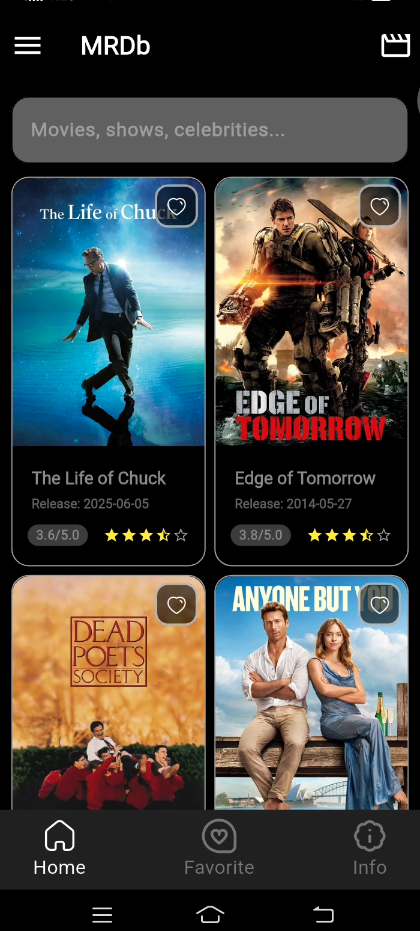 MRDb
Movies, shows, celebrities...
The Life of Chuck
EDGE OF
TOMORROW
The Life of Chuck
Edge of Tomorrow
Release: 2025-06-05
Release: 2014-05-27
3.6/5.0
3.8/5.0
DEAD
POETS
SOCIETY
ANYONE BUT YOU
Home
Favorite
Info